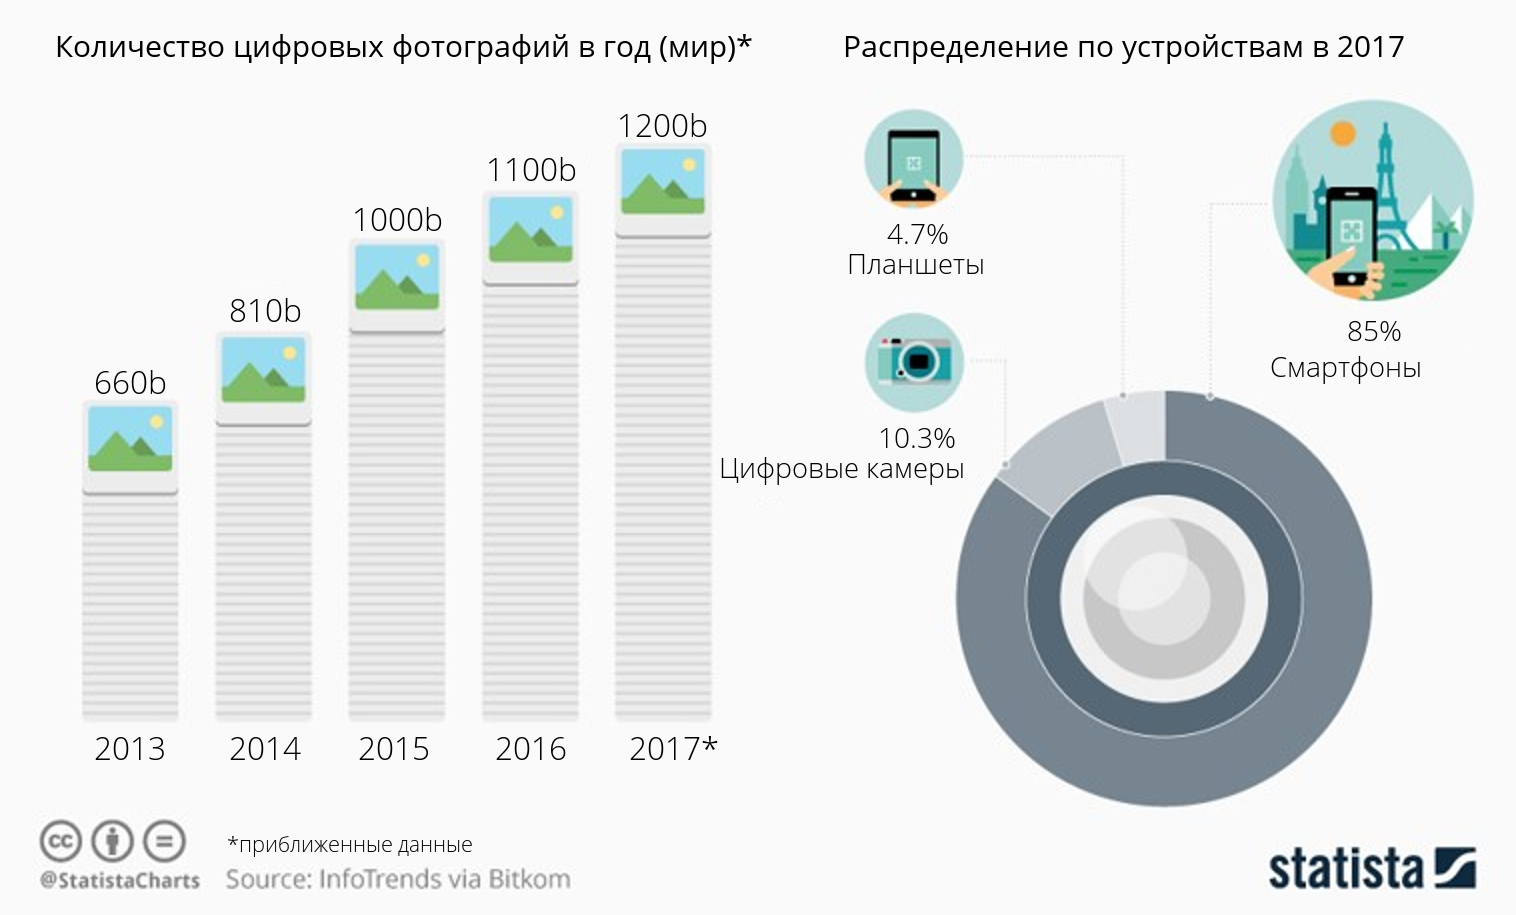 Количество цифровых фотографий в год (мир)*
660b
810b
1000b
1100b
1200b
2013
2014
2015
2016
2017*
Распределение по устройствам в 2017
4.7%
Планшеты
10.3%
Цифровые камеры
85%
Смартфоны
cc
@StatistaCharts
*приближенные данные
Source: InfoTrends via Bitkom
statista